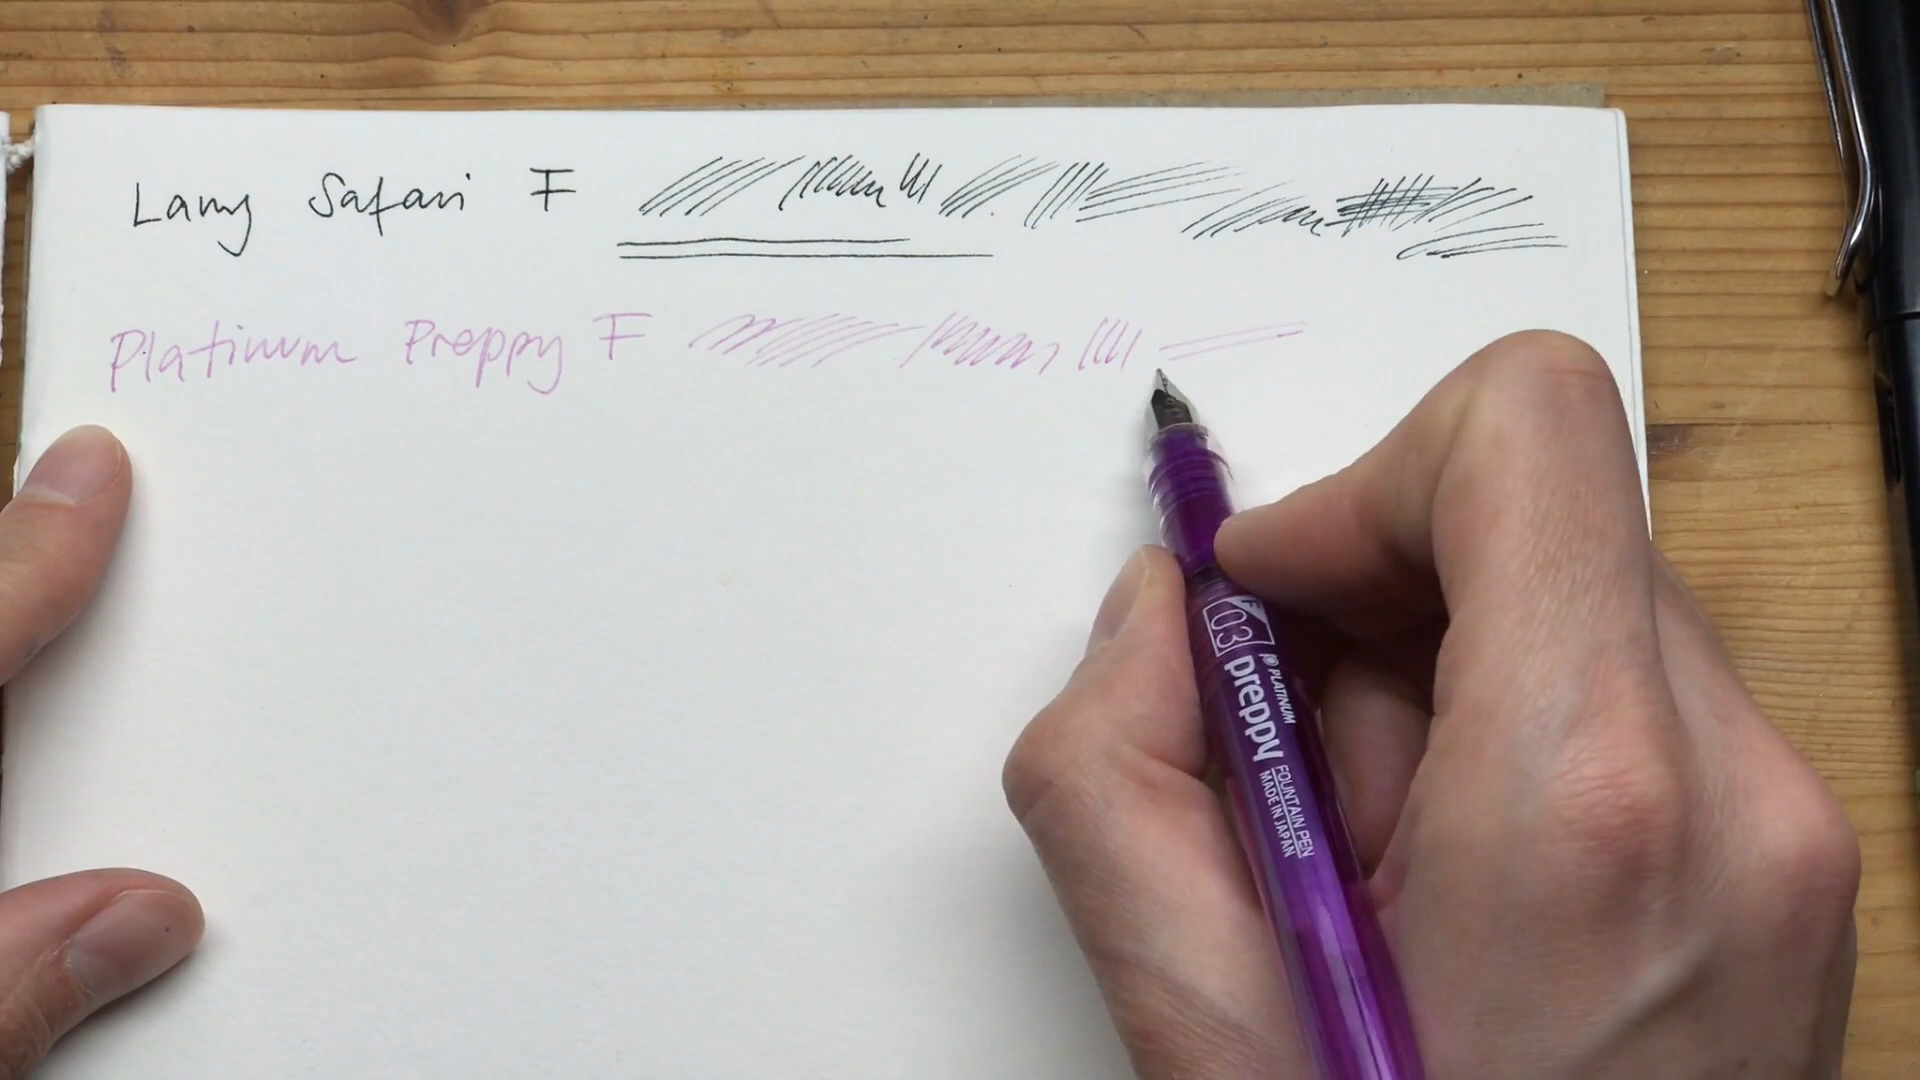 Lamy Safari F
Platinum Preppy F
F
03
PLATINUM
preppy
FOUNTAIN PEN
MADE IN JAPAN